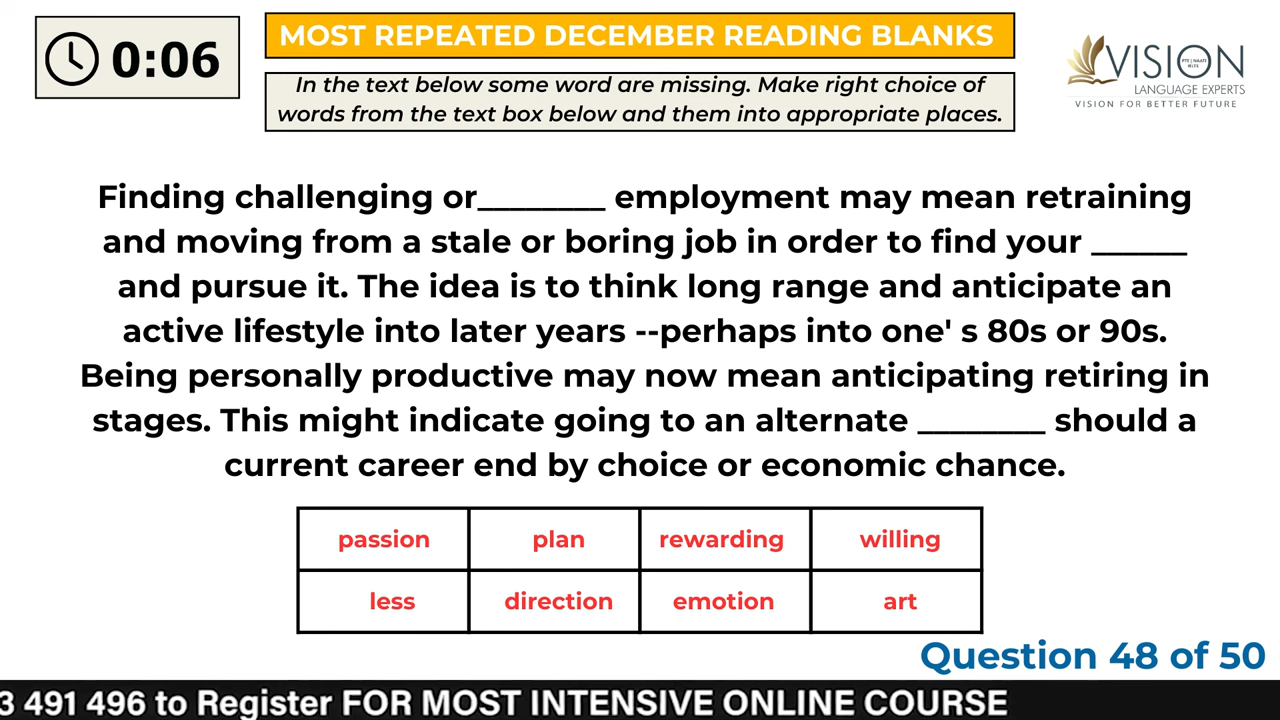 0:06
MOST REPEATED DECEMBER READING BLANKS
In the text below some word are missing. Make right choice of
words from the text box below and them into appropriate places.
VISION
PTE | NAATI
IELTS
LANGUAGE EXPERTS
VISION FOR BETTER FUTURE
Finding challenging or________ employment may mean retraining
and moving from a stale or boring job in order to find your ______
and pursue it. The idea is to think long range and anticipate an
active lifestyle into later years --perhaps into one' s 80s or 90s.
Being personally productive may now mean anticipating retiring in
stages. This might indicate going to an alternate ________ should a
current career end by choice or economic chance.
passion plan rewarding willing
less direction emotion art
Question 48 of 50
3 491 496 to Register FOR MOST INTENSIVE ONLINE COURSE